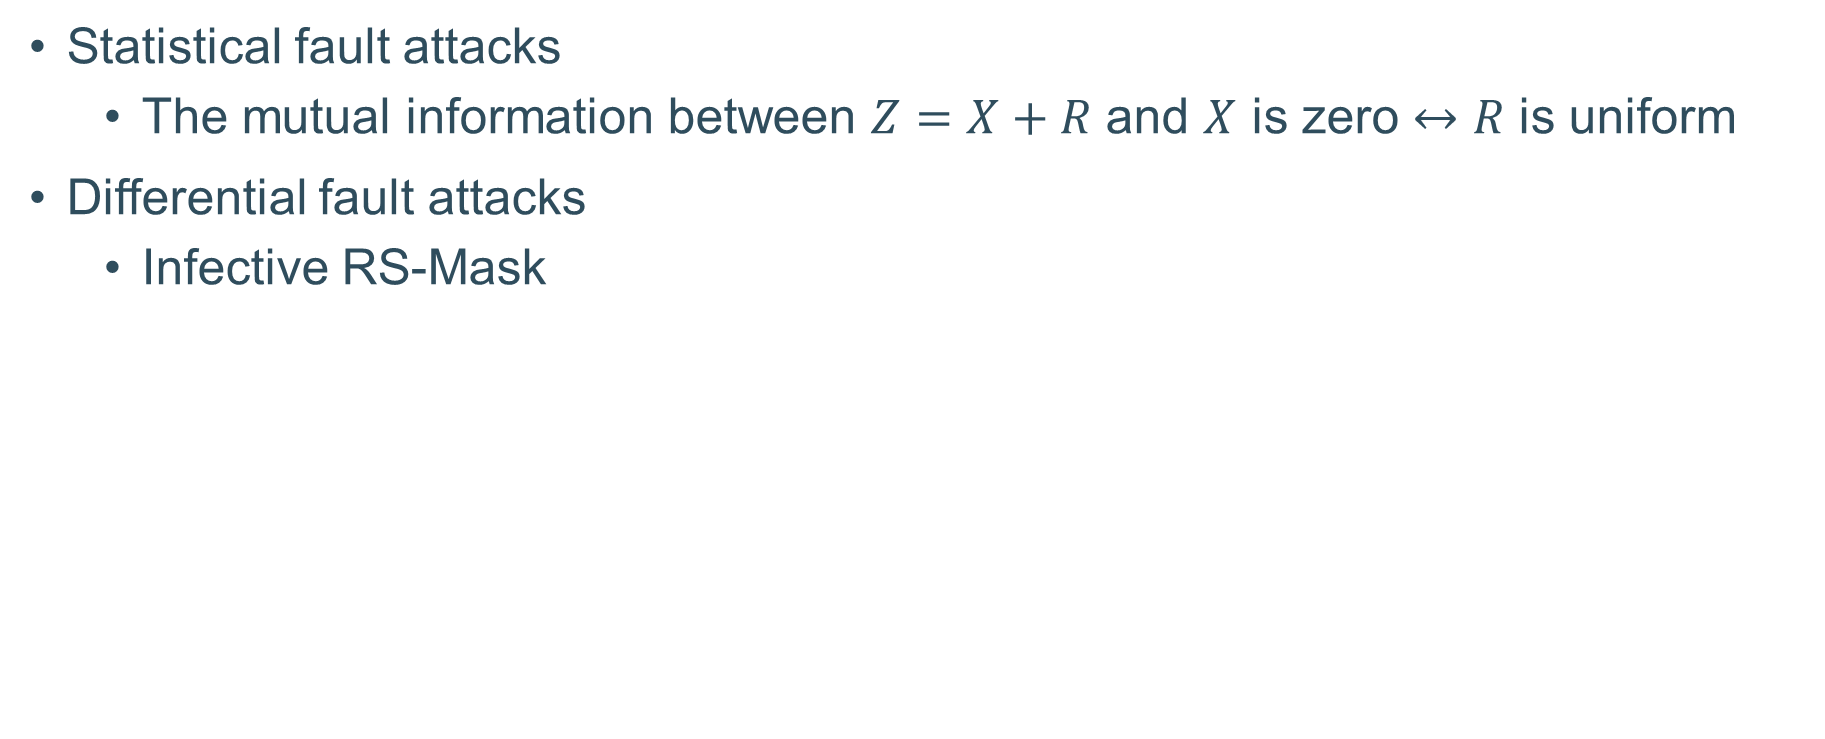 • Statistical fault attacks
• The mutual information between Z = X + R and X is zero ↔ R is uniform
• Differential fault attacks
• Infective RS-Mask